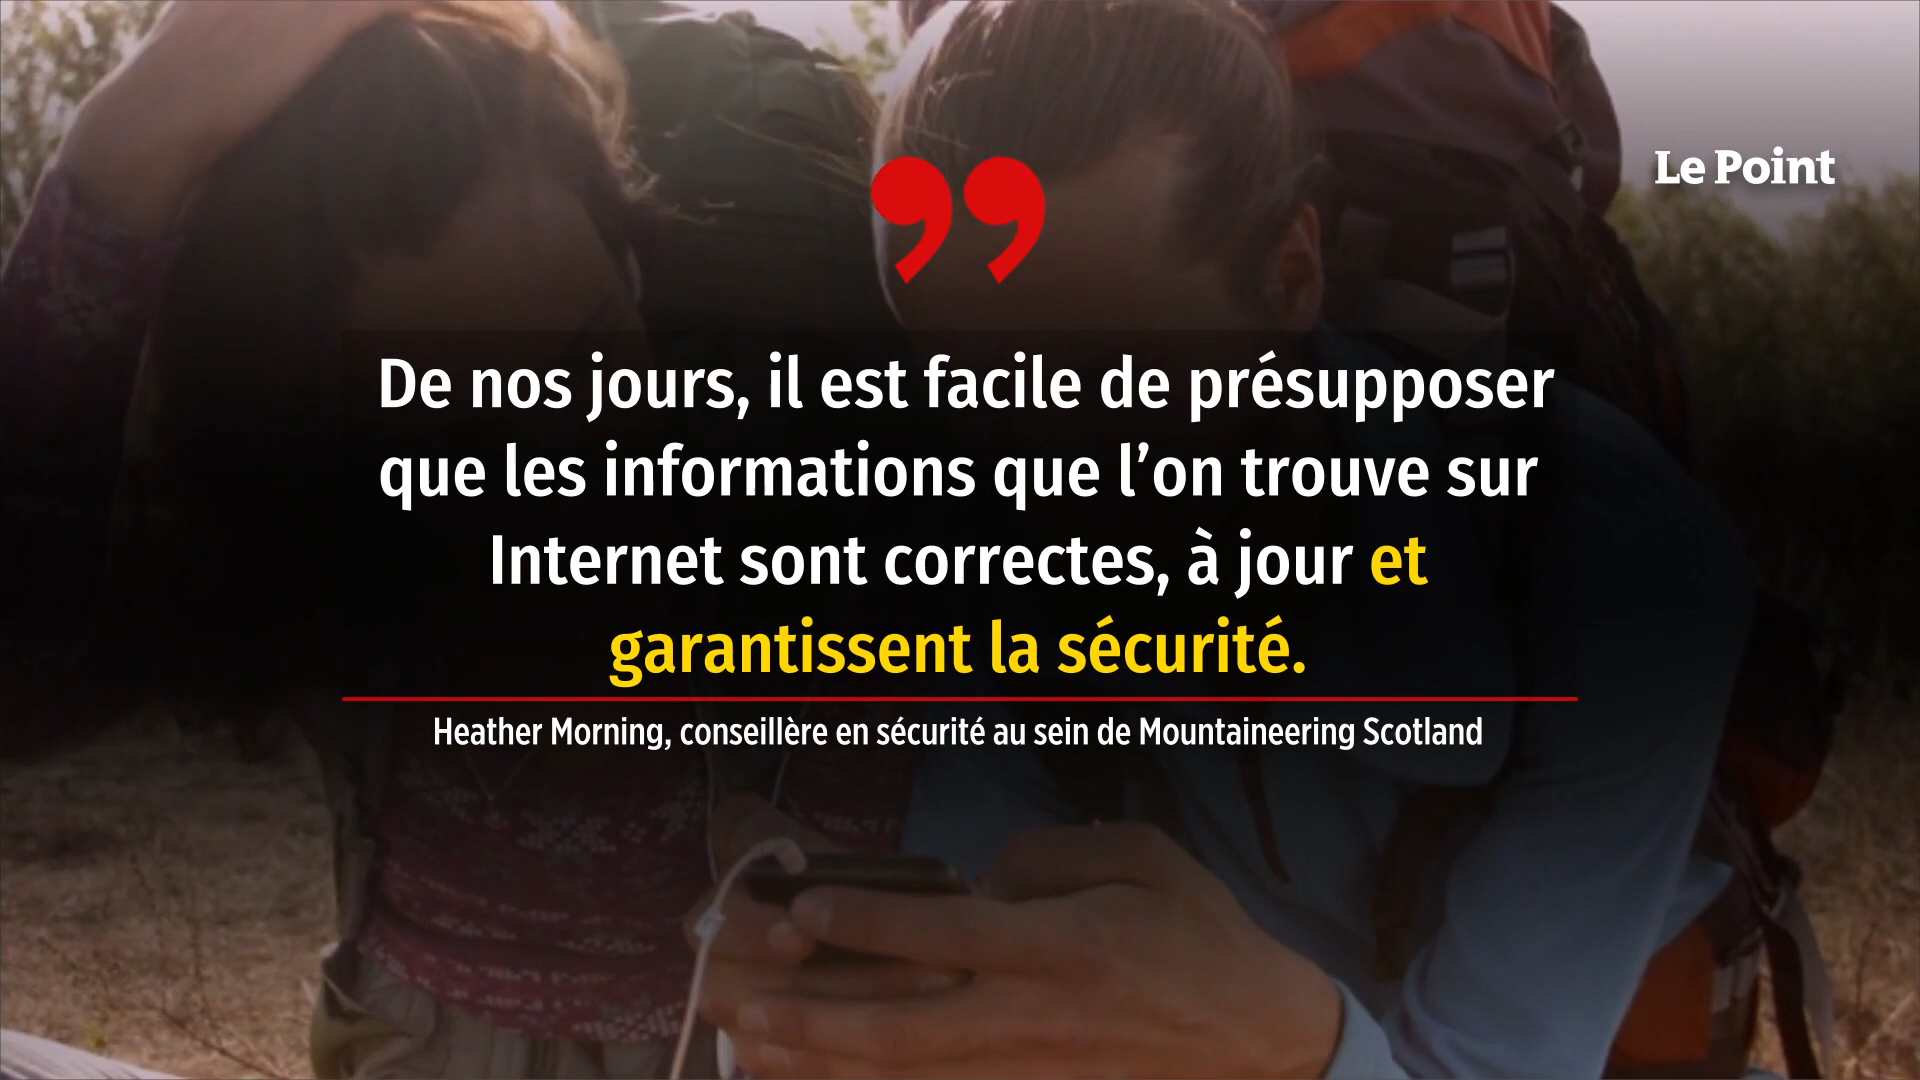 Le Point
”
De nos jours, il est facile de présupposer
que les informations que l’on trouve sur
Internet sont correctes, à jour et
garantissent la sécurité.
Heather Morning, conseillère en sécurité au sein de Mountaineering Scotland